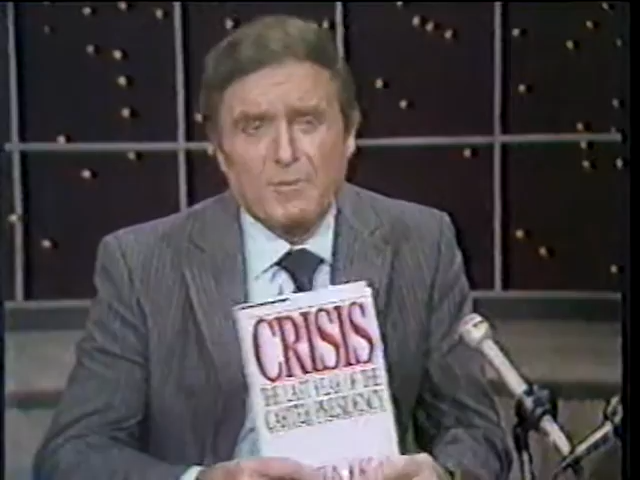 CRISIS
THE LAST YEAR OF THE
CARTER PRESIDENCY